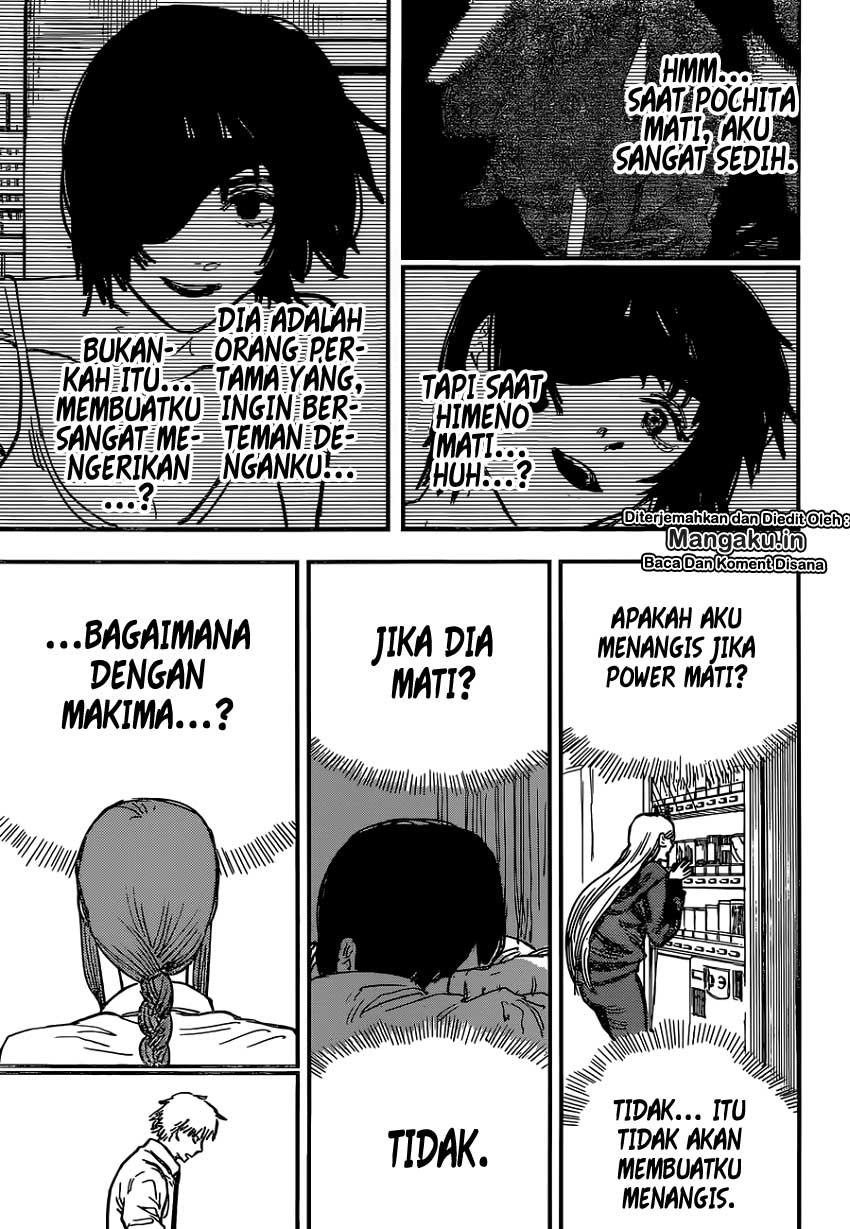 HMM...
SAAT POCHITA
MATI, AKU
SANGAT SEDIH.
TAPI SAAT
HIMENO
MATI...
HUH...?
DIA ADALAH
ORANG PER-
TAMA YANG,
INGIN BER-
TEMAN DE-
NGANKU!...
BUKAN-
KAH ITU...
MEMBUATKU
SANGAT ME-
NGERIKAN
...?
Diterjemahkan dan Diedit Oleh :
Mangaku.in
Baca Dan Koment Disana
APAKAH AKU
MENANGIS JIKA
POWER MATI?
TIDAK... ITU
TIDAK AKAN
MEMBUATKU
MENANGIS.
JIKA DIA
MATI?
TIDAK.
...BAGAIMANA
DENGAN
MAKIMA...?